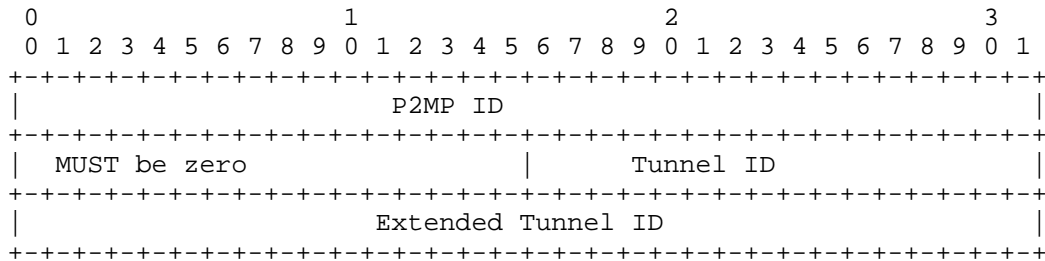 0                   1                   2                   3
 0 1 2 3 4 5 6 7 8 9 0 1 2 3 4 5 6 7 8 9 0 1 2 3 4 5 6 7 8 9 0 1
+-+-+-+-+-+-+-+-+-+-+-+-+-+-+-+-+-+-+-+-+-+-+-+-+-+-+-+-+-+-+-+-+
|                       P2MP ID                                 |
+-+-+-+-+-+-+-+-+-+-+-+-+-+-+-+-+-+-+-+-+-+-+-+-+-+-+-+-+-+-+-+-+
|  MUST be zero                 |      Tunnel ID                |
+-+-+-+-+-+-+-+-+-+-+-+-+-+-+-+-+-+-+-+-+-+-+-+-+-+-+-+-+-+-+-+-+
|                      Extended Tunnel ID                       |
+-+-+-+-+-+-+-+-+-+-+-+-+-+-+-+-+-+-+-+-+-+-+-+-+-+-+-+-+-+-+-+-+